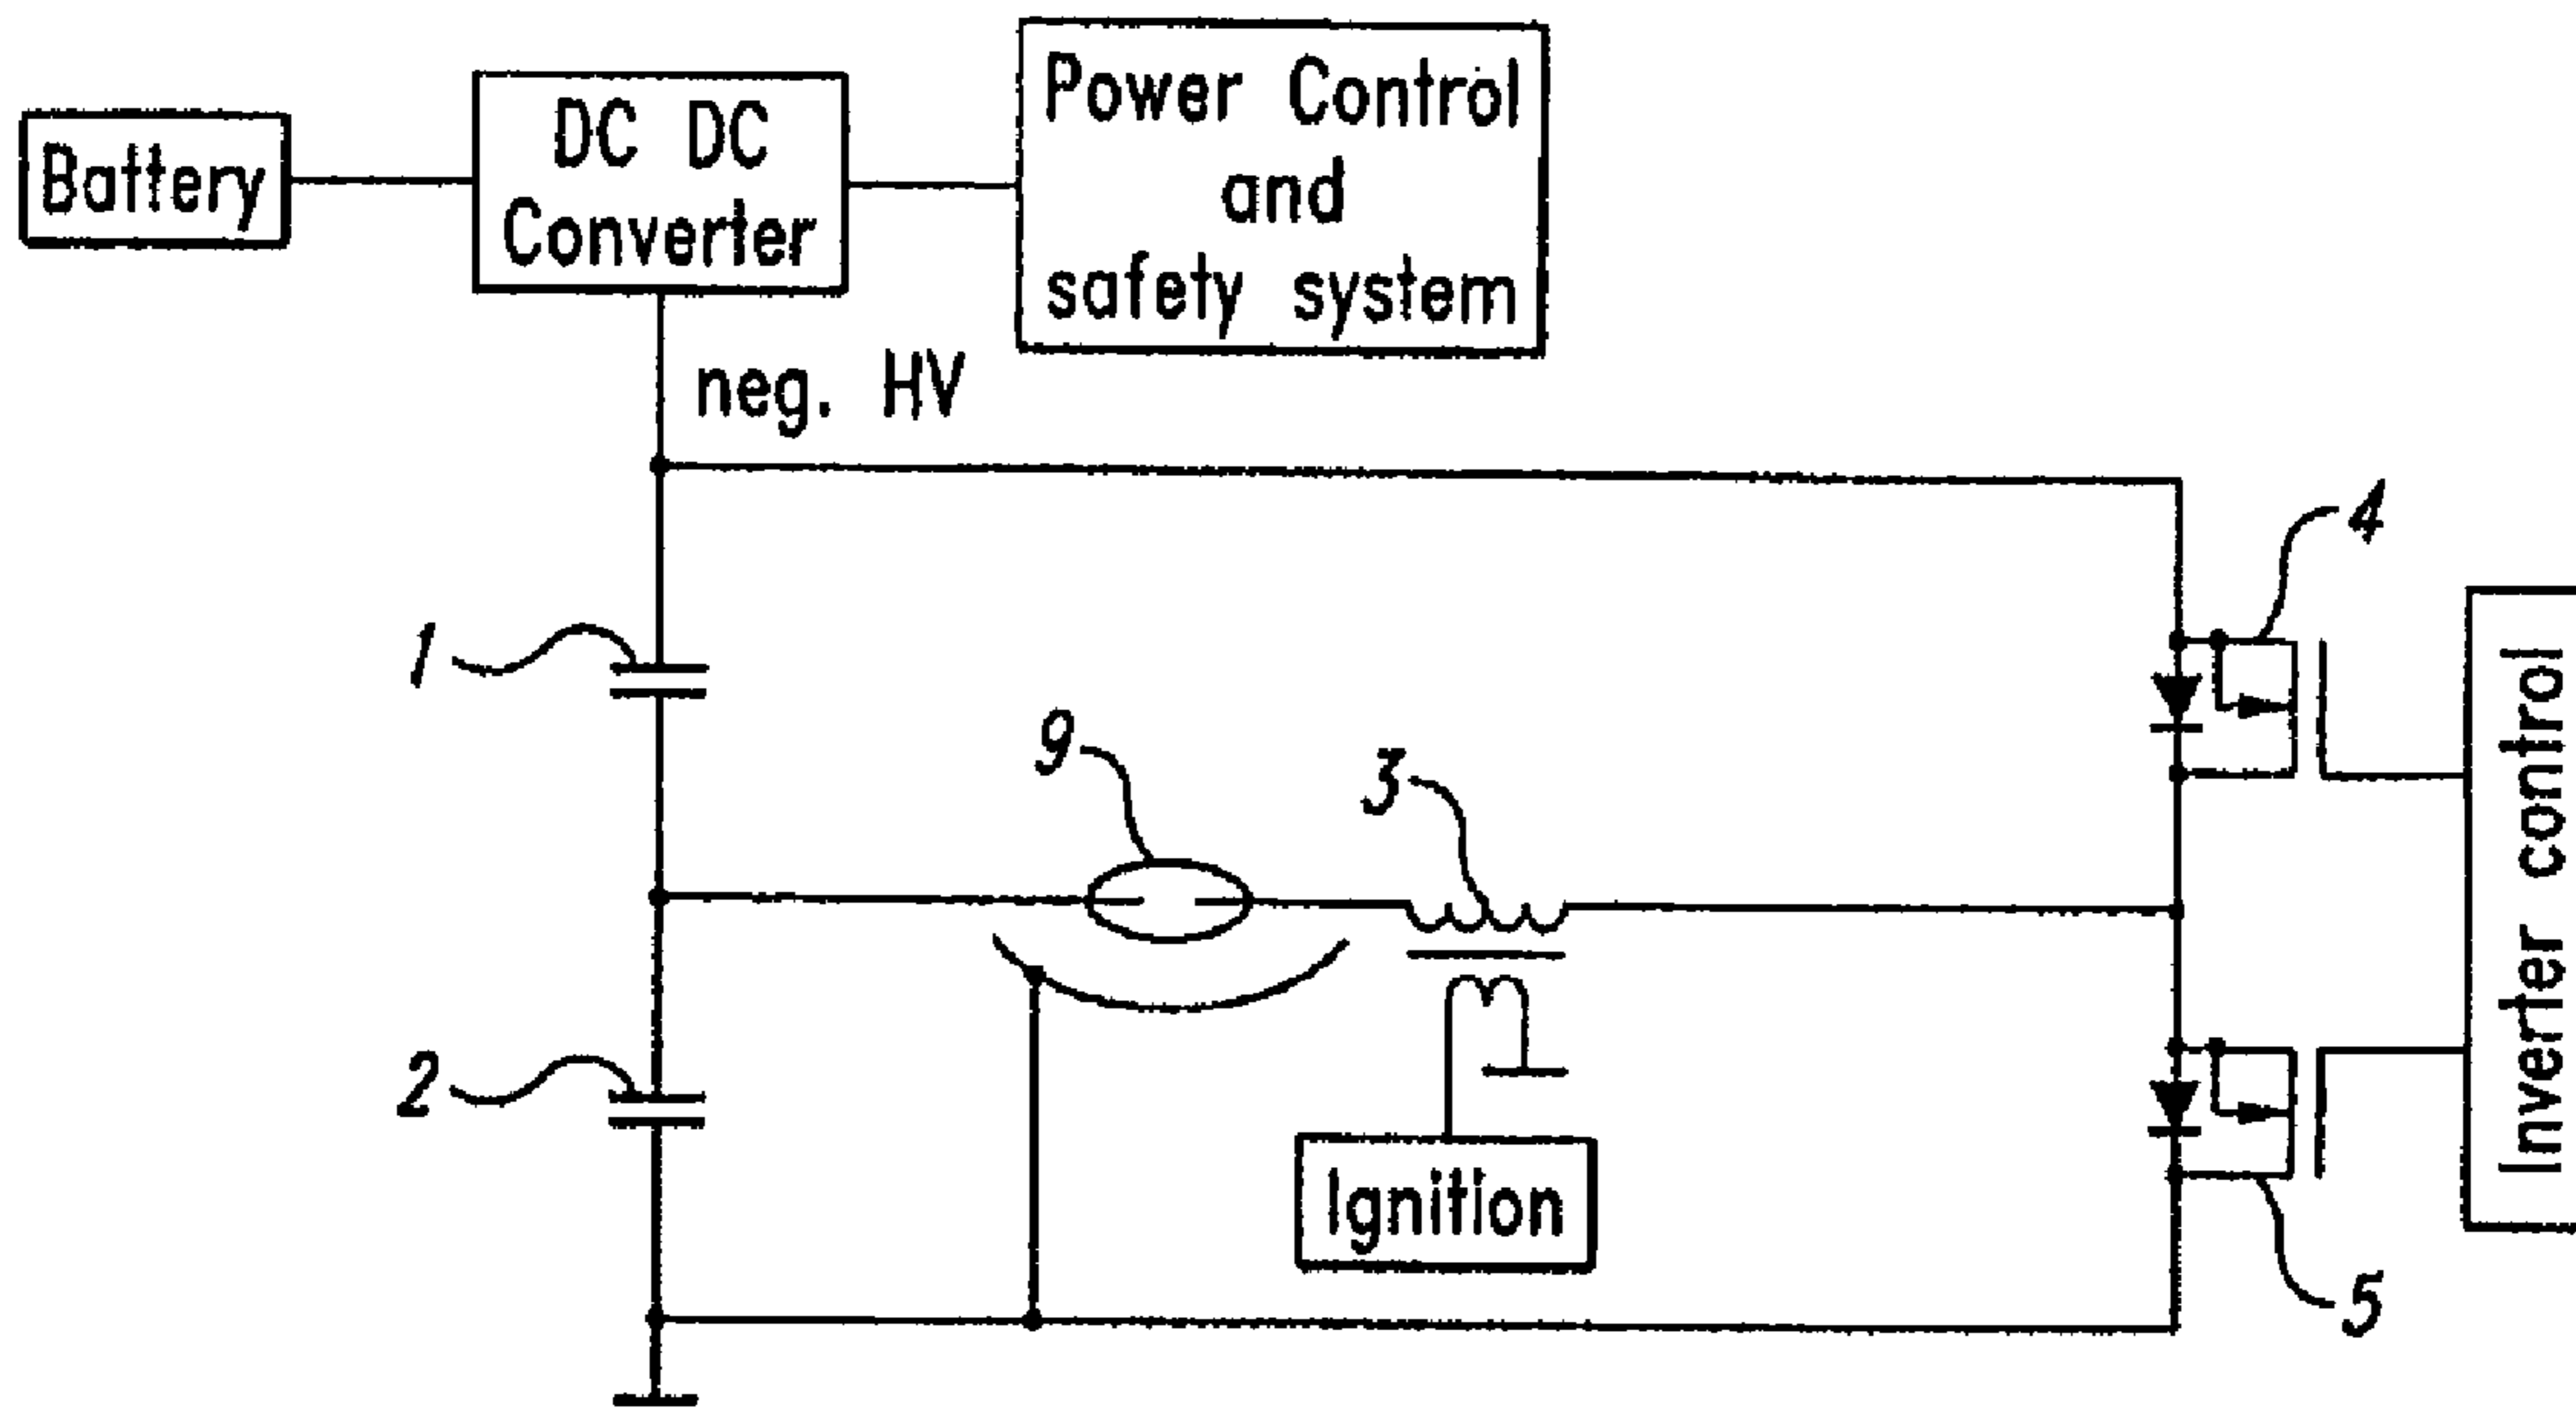 Battery
DC DC
Converter
Power Control
and
safety system
neg. HV
4
1
9
3
Inverter control
2
Ignition
5